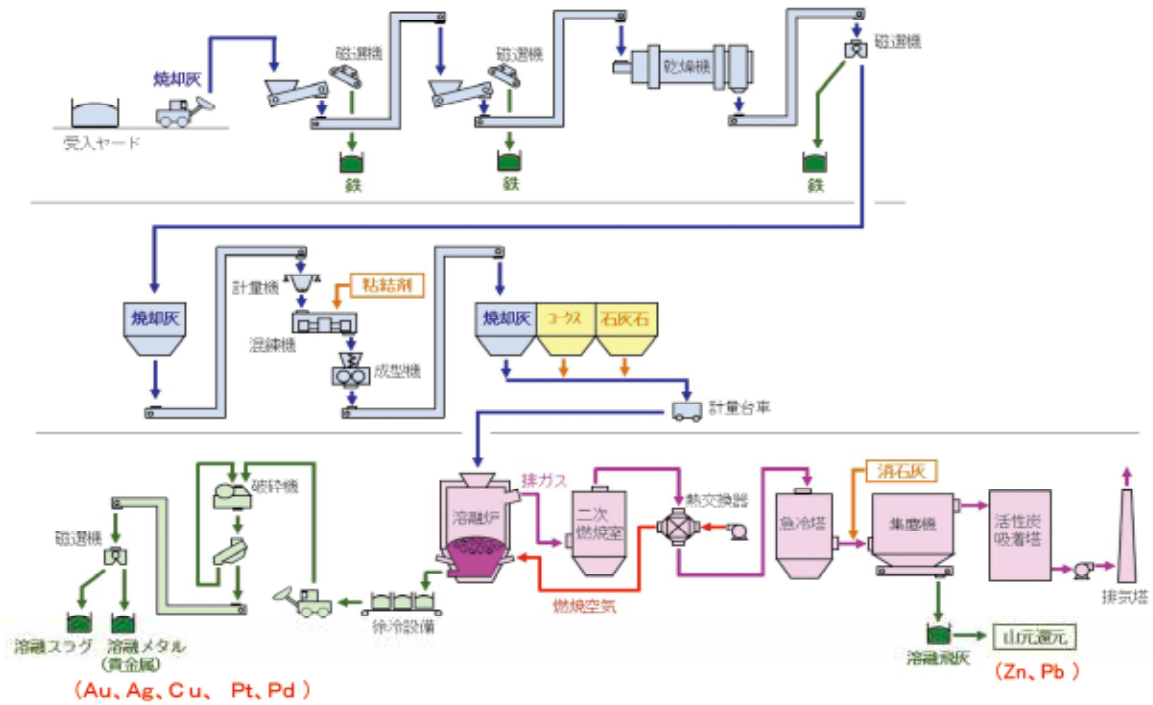 焼却灰
受入ヤード
磁選機
鉄
磁選機
鉄
乾燥機
磁選機
鉄
焼却灰
計量機
粘結剤
混練機
成型機
焼却灰
コークス
石灰石
計量台車
溶融炉
排ガス
二次
燃焼室
熱交換器
燃焼空気
急冷塔
消石灰
集塵機
活性炭
吸着塔
排気塔
溶融飛灰
山元還元
(Zn、Pb )
徐冷設備
破砕機
磁選機
溶融スラグ
溶融メタル
(貴金属)
(Au、Ag、Cu、 Pt、Pd )